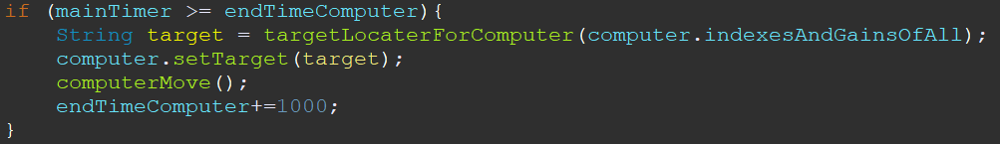 if (mainTimer >= endTimeComputer){
    String target = targetLocaterForComputer(computer.indexesAndGainsOfAll);
    computer.setTarget(target);
    computerMove();
    endTimeComputer+=1000;
}